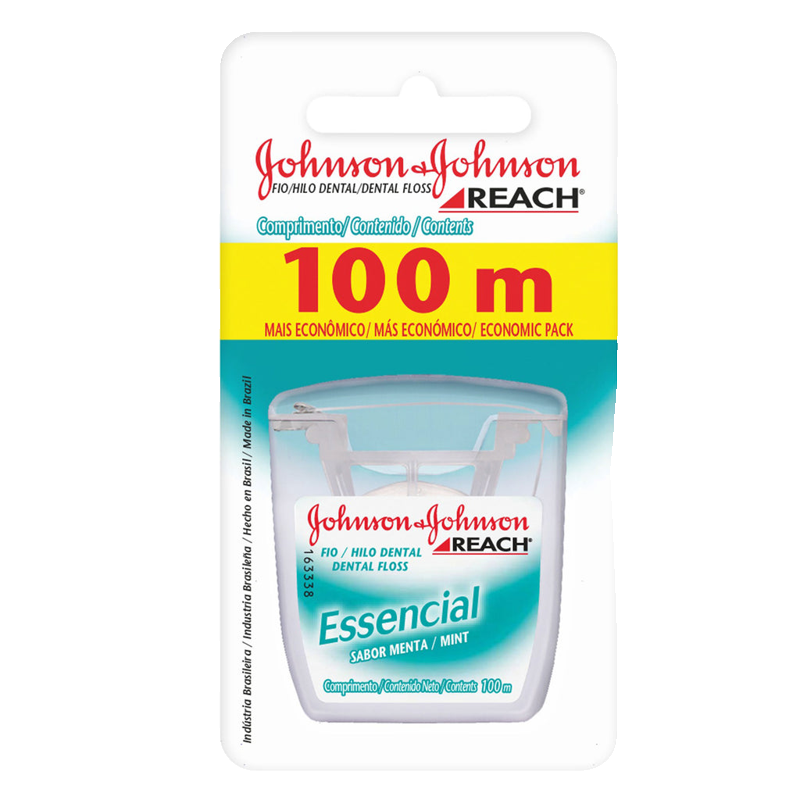 Johnson & Johnson
FIO/HILO DENTAL/DENTAL FLOSS
REACH®
Comprimento/ Contenido / Contents
100 m
MAIS ECONÔMICO/ MÁS ECONÓMICO/ ECONOMIC PACK
Indústria Brasileira / Industria Brasileña / Hecho en Brasil / Made in Brazil
Johnson & Johnson
REACH®
FIO / HILO DENTAL
DENTAL FLOSS
163338
Essencial
SABOR MENTA / MINT
Comprimento / Contenido Neto / Contents 100 m